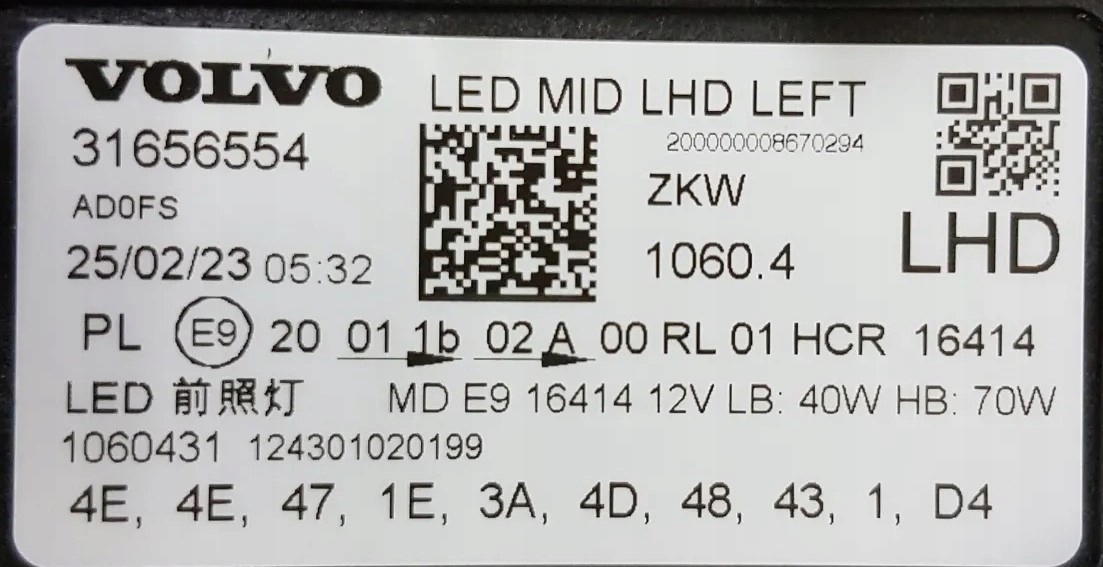 VOLVO LED MID LHD LEFT
31656554 200000008670294
AD0FS ZKW
25/02/23 05:32 1060.4 LHD
PL E9 20 01 1b 02 A 00 RL 01 HCR 16414
LED 前照灯 MD E9 16414 12V LB: 40W HB: 70W
1060431 124301020199
4E, 4E, 47, 1E, 3A, 4D, 48, 43, 1, D4